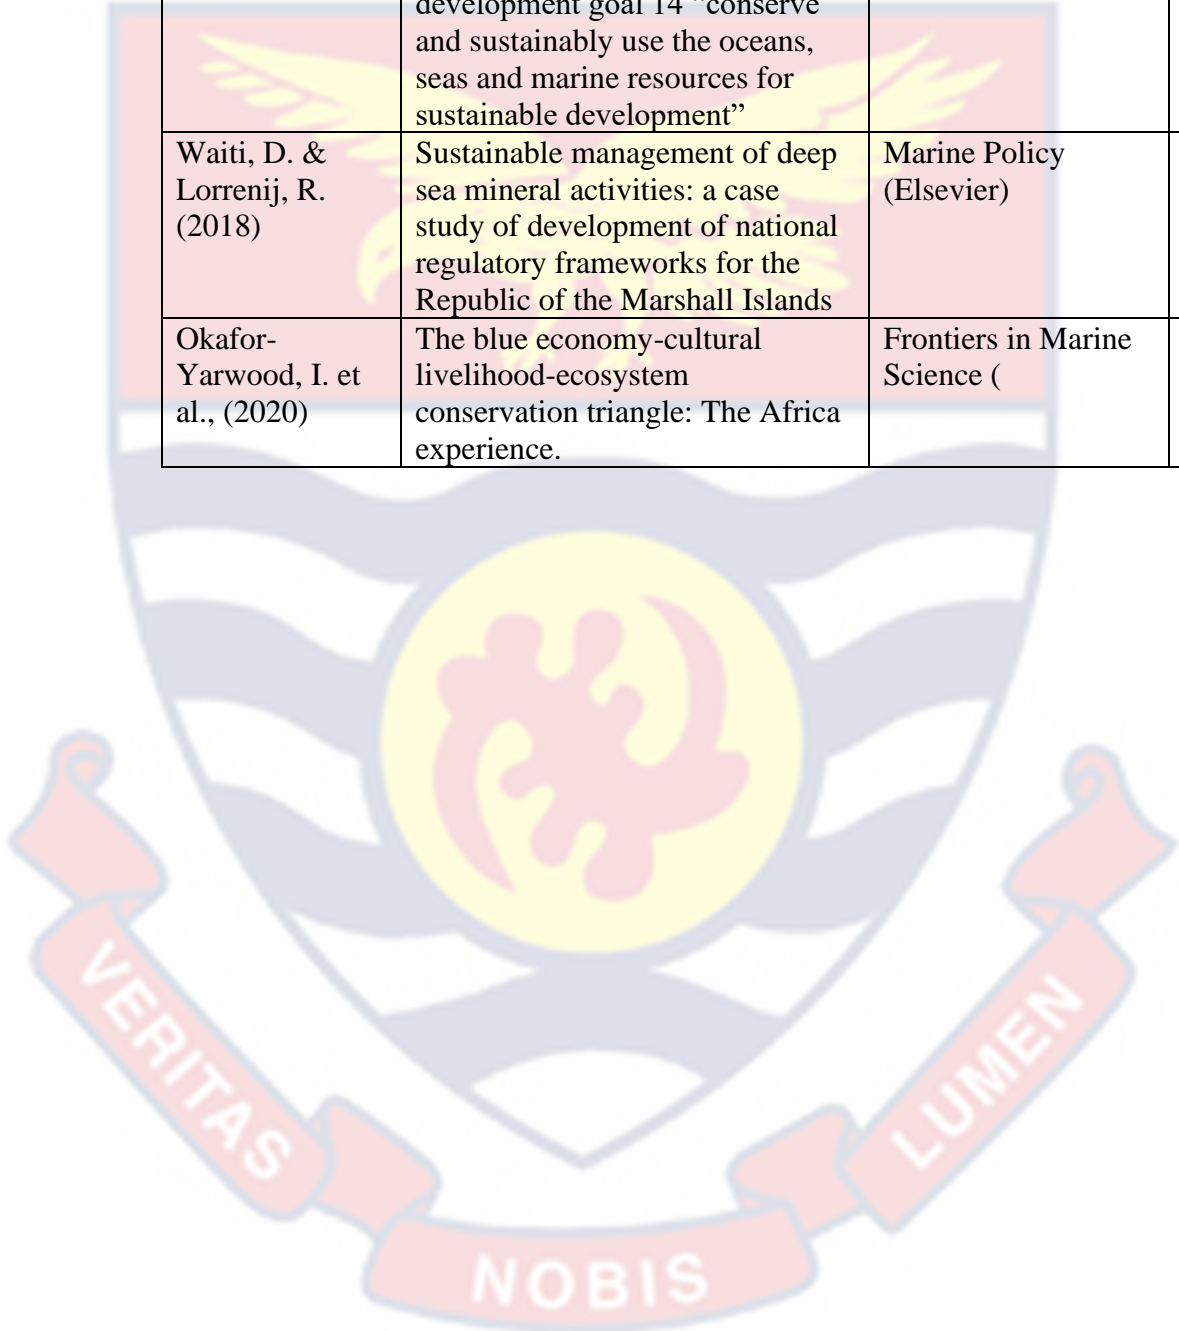 development goal 14 “conserve
and sustainably use the oceans,
seas and marine resources for
sustainable development”
Waiti, D. &
Lorrenij, R.
(2018)
Sustainable management of deep
sea mineral activities: a case
study of development of national
regulatory frameworks for the
Republic of the Marshall Islands
Marine Policy
(Elsevier)
Okafor-
Yarwood, I. et
al., (2020)
The blue economy-cultural
livelihood-ecosystem
conservation triangle: The Africa
experience.
Frontiers in Marine
Science (
VERITAS
NOBIS
LUMEN